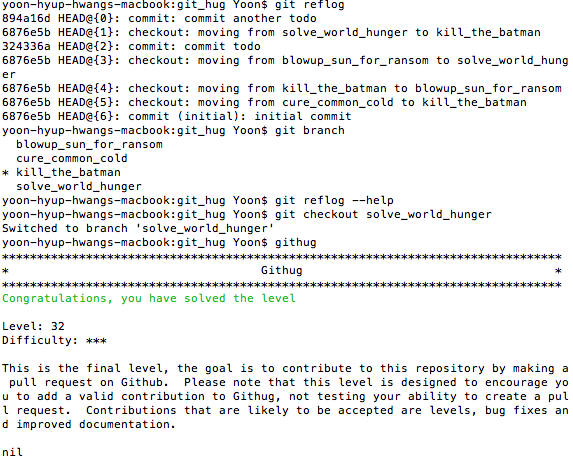 yoon-hyup-hwangs-macbook:git_hug Yoon$ git reflog
894a16d HEAD@{0}: commit: commit another todo
6876e5b HEAD@{1}: checkout: moving from solve_world_hunger to kill_the_batman
324336a HEAD@{2}: commit: commit todo
6876e5b HEAD@{3}: checkout: moving from blowup_sun_for_ransom to solve_world_hung
er
6876e5b HEAD@{4}: checkout: moving from kill_the_batman to blowup_sun_for_ransom
6876e5b HEAD@{5}: checkout: moving from cure_common_cold to kill_the_batman
6876e5b HEAD@{6}: commit (initial): initial commit
yoon-hyup-hwangs-macbook:git_hug Yoon$ git branch
  blowup_sun_for_ransom
  cure_common_cold
* kill_the_batman
  solve_world_hunger
yoon-hyup-hwangs-macbook:git_hug Yoon$ git reflog --help
yoon-hyup-hwangs-macbook:git_hug Yoon$ git checkout solve_world_hunger
Switched to branch 'solve_world_hunger'
yoon-hyup-hwangs-macbook:git_hug Yoon$ githug
********************************************************************************
*                                    Githug                                    *
********************************************************************************
Congratulations, you have solved the level

Level: 32
Difficulty: ***

This is the final level, the goal is to contribute to this repository by making a
 pull request on Github.  Please note that this level is designed to encourage yo
u to add a valid contribution to Githug, not testing your ability to create a pul
l request.  Contributions that are likely to be accepted are levels, bug fixes an
d improved documentation.

nil